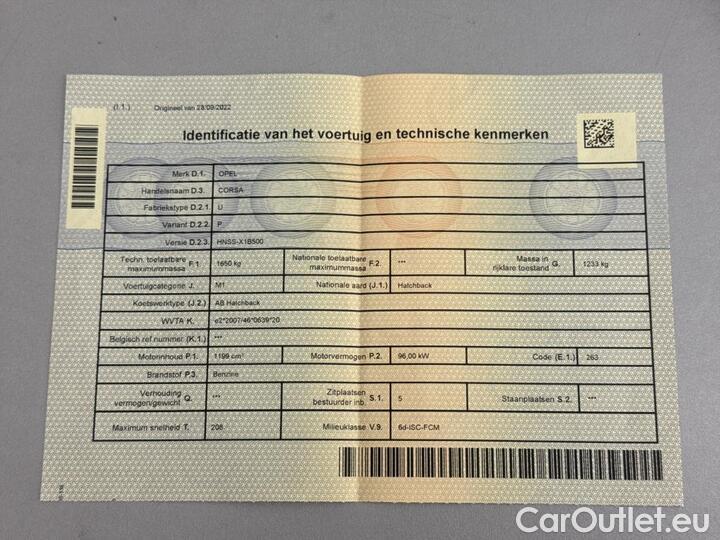 (I.1.) Origineel van 28/09/2022
Identificatie van het voertuig en technische kenmerken
Merk D.1. OPEL
Handelsnaam D.3. CORSA
Fabriekstype D.2.1. U
Variant D.2.2. P
Versie D.2.3. HNSS-X1B500
Techn. toelaatbare maximummassa F.1. 1650 kg Nationale toelaatbare maximummassa F.2. *** Massa in rijklare toestand G. 1233 kg
Voertuigcategorie J. M1 Nationale aard (J.1.) Hatchback
Koetswerktype (J.2.) AB Hatchback
WVTA K. e2*2007/46*0639*20
Belgisch ref nummer (K.1.) ***
Motorinhoud P.1. 1199 cm³ Motorvermogen P.2. 96,00 kW Code (E.1.) 263
Brandstof P.3. Benzine
Verhouding vermogen/gewicht Q. *** Zitplaatsen bestuurder inb. S.1. 5 Staanplaatsen S.2. ***
Maximum snelheid T. 208 Milieuklasse V.9. 6d-ISC-FCM
CarOutlet.eu